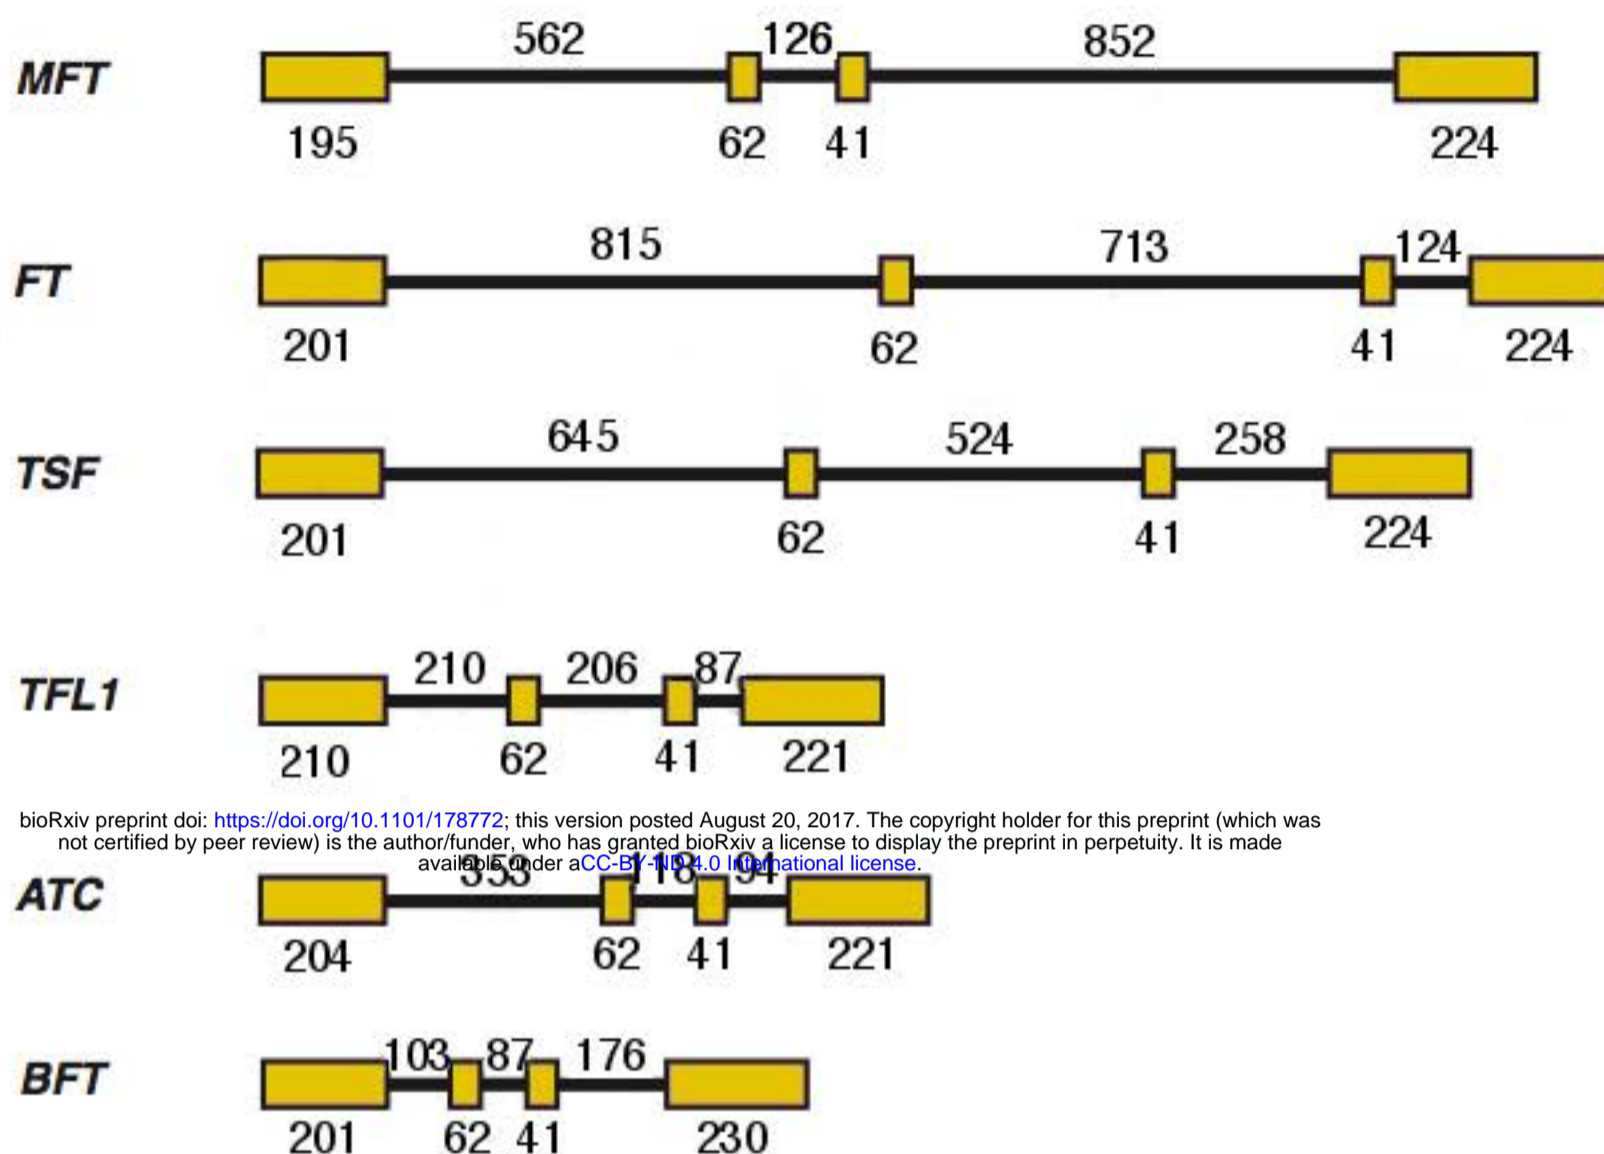 562 126 852
MFT
195 62 41 224
815 713 124
FT
201 62 41 224
645 524 258
TSF
201 62 41 224
210 206 87
TFL1
210 62 41 221
bioRxiv preprint doi: https://doi.org/10.1101/178772; this version posted August 20, 2017. The copyright holder for this preprint (which was
not certified by peer review) is the author/funder, who has granted bioRxiv a license to display the preprint in perpetuity. It is made
available under aCC-BY-ND 4.0 International license.
353 118 94
ATC
204 62 41 221
103 87 176
BFT
201 62 41 230